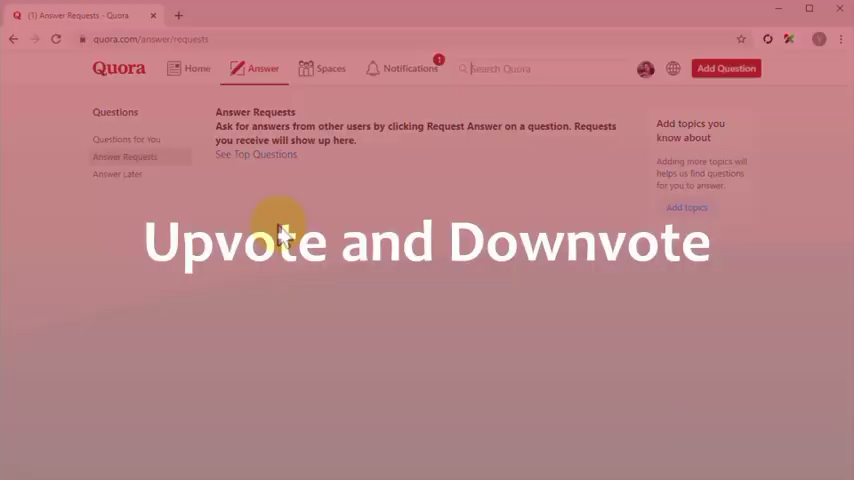 (1) Answer Requests - Quora
quora.com/answer/requests
Quora Home Answer Spaces Notifications 1 Search Quora Add Question
Questions
Questions for You
Answer Requests
Answer Later
Answer Requests
Ask for answers from other users by clicking Request Answer on a question. Requests
you receive will show up here.
See Top Questions
Add topics you
know about
Adding more topics will
helps us find questions
for you to answer.
Add topics
Upvote and Downvote